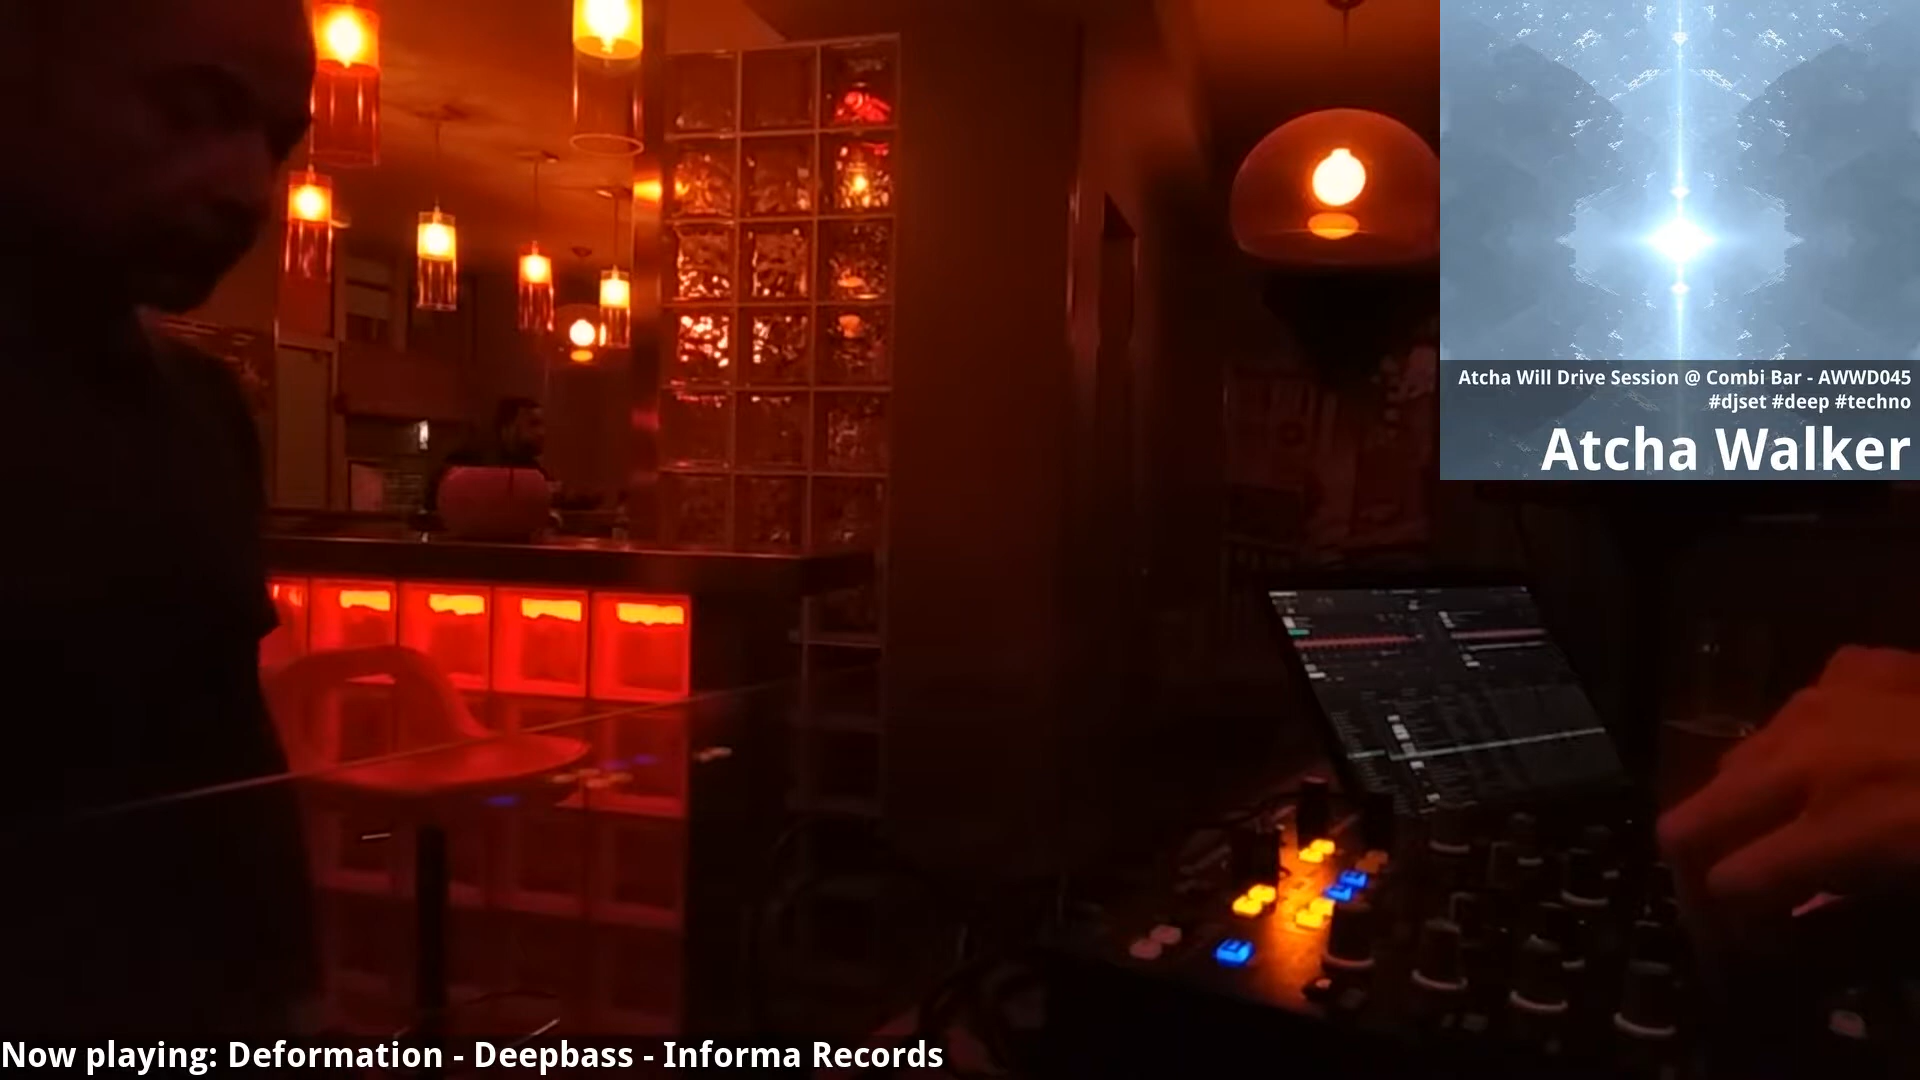 Atcha Will Drive Session @ Combi Bar - AWWD045
#djset #deep #techno
Atcha Walker
Now playing: Deformation - Deepbass - Informa Records